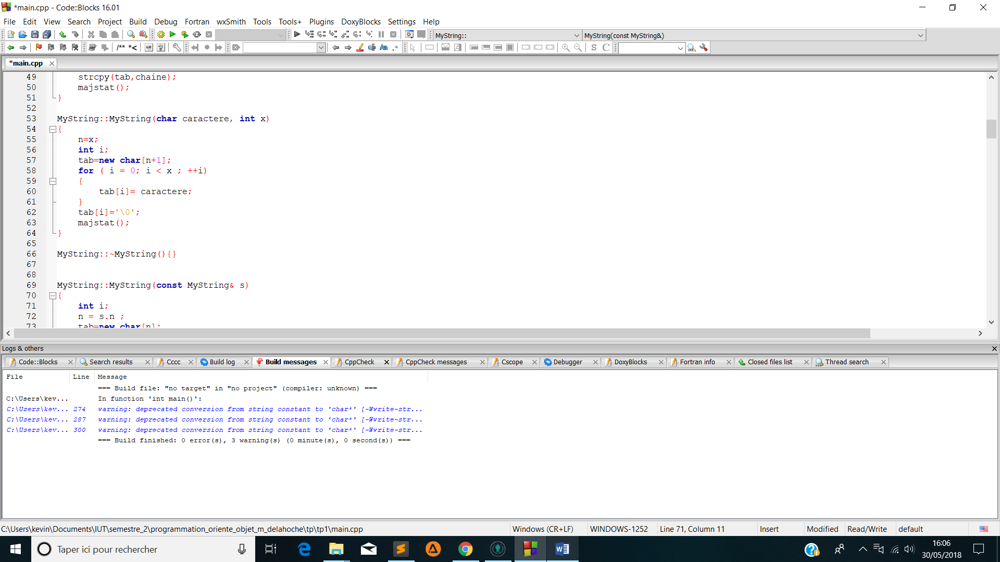 *main.cpp - Code::Blocks 16.01
File Edit View Search Project Build Debug Fortran wxSmith Tools Tools+ Plugins DoxyBlocks Settings Help
MyString:: MyString(const MyString&)
/** *<
S C
*main.cpp
49 strcpy(tab,chaine);
50 majstat();
51 }
52
53 MyString::MyString(char caractere, int x)
54 {
55 n=x;
56 int i;
57 tab=new char[n+1];
58 for ( i = 0; i < x ; ++i)
59 {
60 tab[i]= caractere;
61 }
62 tab[i]='\0';
63 majstat();
64 }
65
66 MyString::~MyString(){}
67
68
69 MyString::MyString(const MyString& s)
70 {
71 int i;
72 n = s.n ;
73 tab=new char[n];
Logs & others
Code::Blocks Search results Cccc Build log Build messages CppCheck CppCheck messages Cscope Debugger DoxyBlocks Fortran info Closed files list Thread search
File Line Message
=== Build file: "no target" in "no project" (compiler: unknown) ===
C:\Users\kev... In function 'int main()':
C:\Users\kev... 274 warning: deprecated conversion from string constant to 'char*' [-Wwrite-str...
C:\Users\kev... 287 warning: deprecated conversion from string constant to 'char*' [-Wwrite-str...
C:\Users\kev... 300 warning: deprecated conversion from string constant to 'char*' [-Wwrite-str...
=== Build finished: 0 error(s), 3 warning(s) (0 minute(s), 0 second(s)) ===
C:\Users\kevin\Documents\IUT\semestre_2\programmation_oriente_objet_m_delahoche\tp\tp1\main.cpp Windows (CR+LF) WINDOWS-1252 Line 71, Column 11 Insert Modified Read/Write default
Taper ici pour rechercher
16:06
30/05/2018